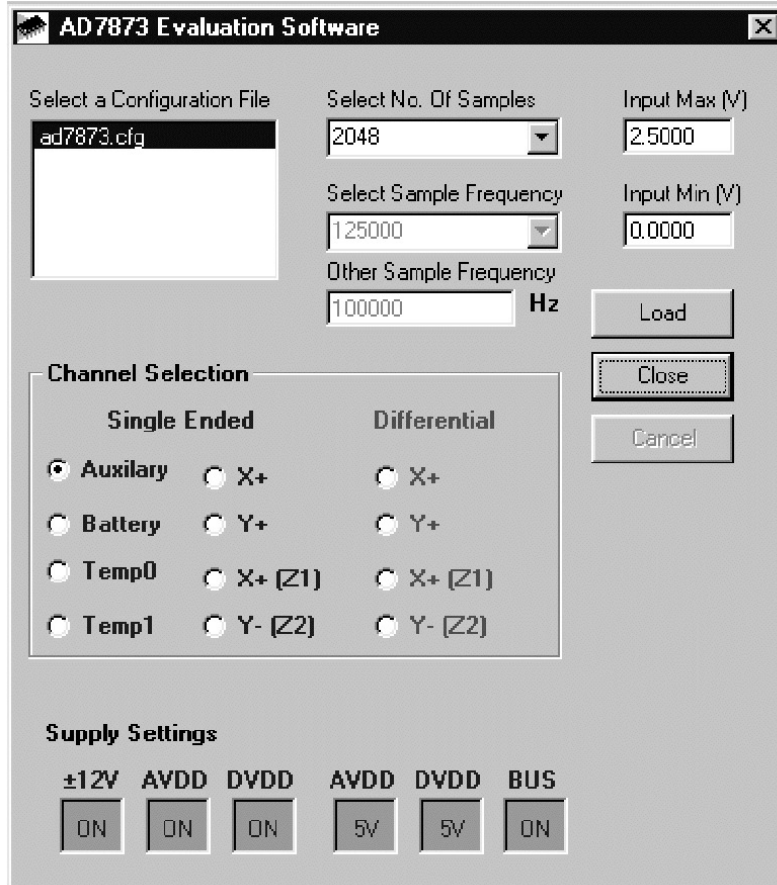 AD7873 Evaluation Software
Select a Configuration File
ad7873.cfg
Select No. Of Samples
2048
Select Sample Frequency
125000
Other Sample Frequency
100000 Hz
Input Max (V)
2.5000
Input Min (V)
0.0000
Load
Close
Cancel
Channel Selection
Single Ended Differential
Auxilary X+ X+
Battery Y+ Y+
Temp0 X+ (Z1) X+ (Z1)
Temp1 Y- (Z2) Y- (Z2)
Supply Settings
±12V AVDD DVDD AVDD DVDD BUS
ON ON ON 5V 5V ON